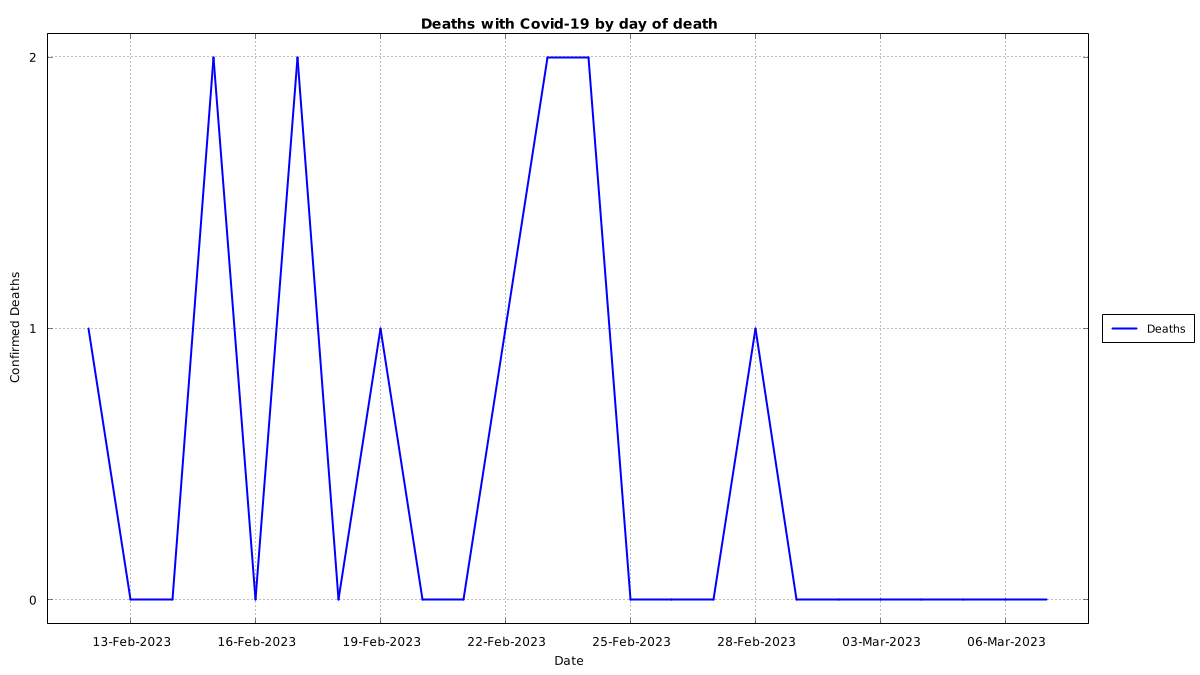 Deaths with Covid-19 by day of death
2
1
0
Confirmed Deaths
Deaths
13-Feb-2023
16-Feb-2023
19-Feb-2023
22-Feb-2023
25-Feb-2023
28-Feb-2023
03-Mar-2023
06-Mar-2023
Date